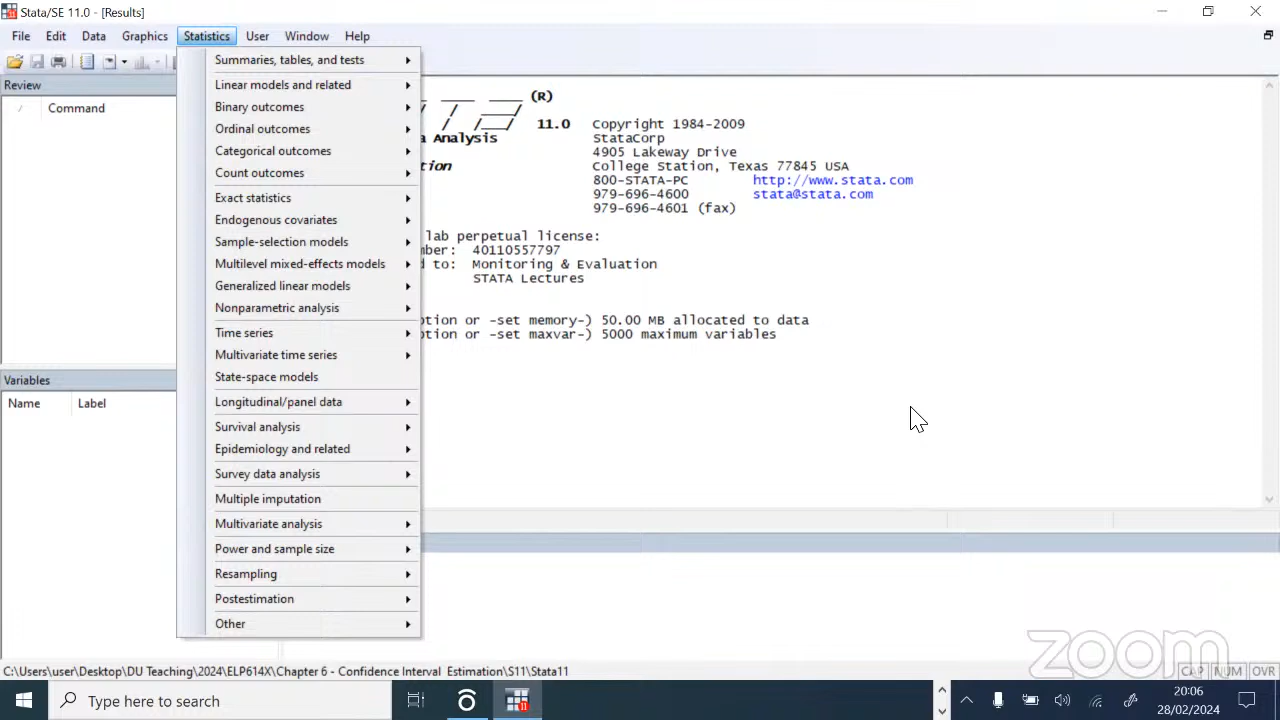 Stata/SE 11.0 - [Results]
File Edit Data Graphics Statistics User Window Help
Review
Command
Variables
Name Label
Summaries, tables, and tests
Linear models and related
Binary outcomes
Ordinal outcomes
Categorical outcomes
Count outcomes
Exact statistics
Endogenous covariates
Sample-selection models
Multilevel mixed-effects models
Generalized linear models
Nonparametric analysis
Time series
Multivariate time series
State-space models
Longitudinal/panel data
Survival analysis
Epidemiology and related
Survey data analysis
Multiple imputation
Multivariate analysis
Power and sample size
Resampling
Postestimation
Other
(R)
11.0 Copyright 1984-2009
a Analysis StataCorp
4905 Lakeway Drive
tion College Station, Texas 77845 USA
800-STATA-PC http://www.stata.com
979-696-4600 stata@stata.com
979-696-4601 (fax)
lab perpetual license:
mber: 40110557797
d to: Monitoring & Evaluation
STATA Lectures
ption or -set memory-) 50.00 MB allocated to data
ption or -set maxvar-) 5000 maximum variables
zoom
C:\Users\user\Desktop\DU Teaching\2024\ELP614X\Chapter 6 - Confidence Interval Estimation\S11\Stata11
CAP NUM OVR
Type here to search
20:06
28/02/2024